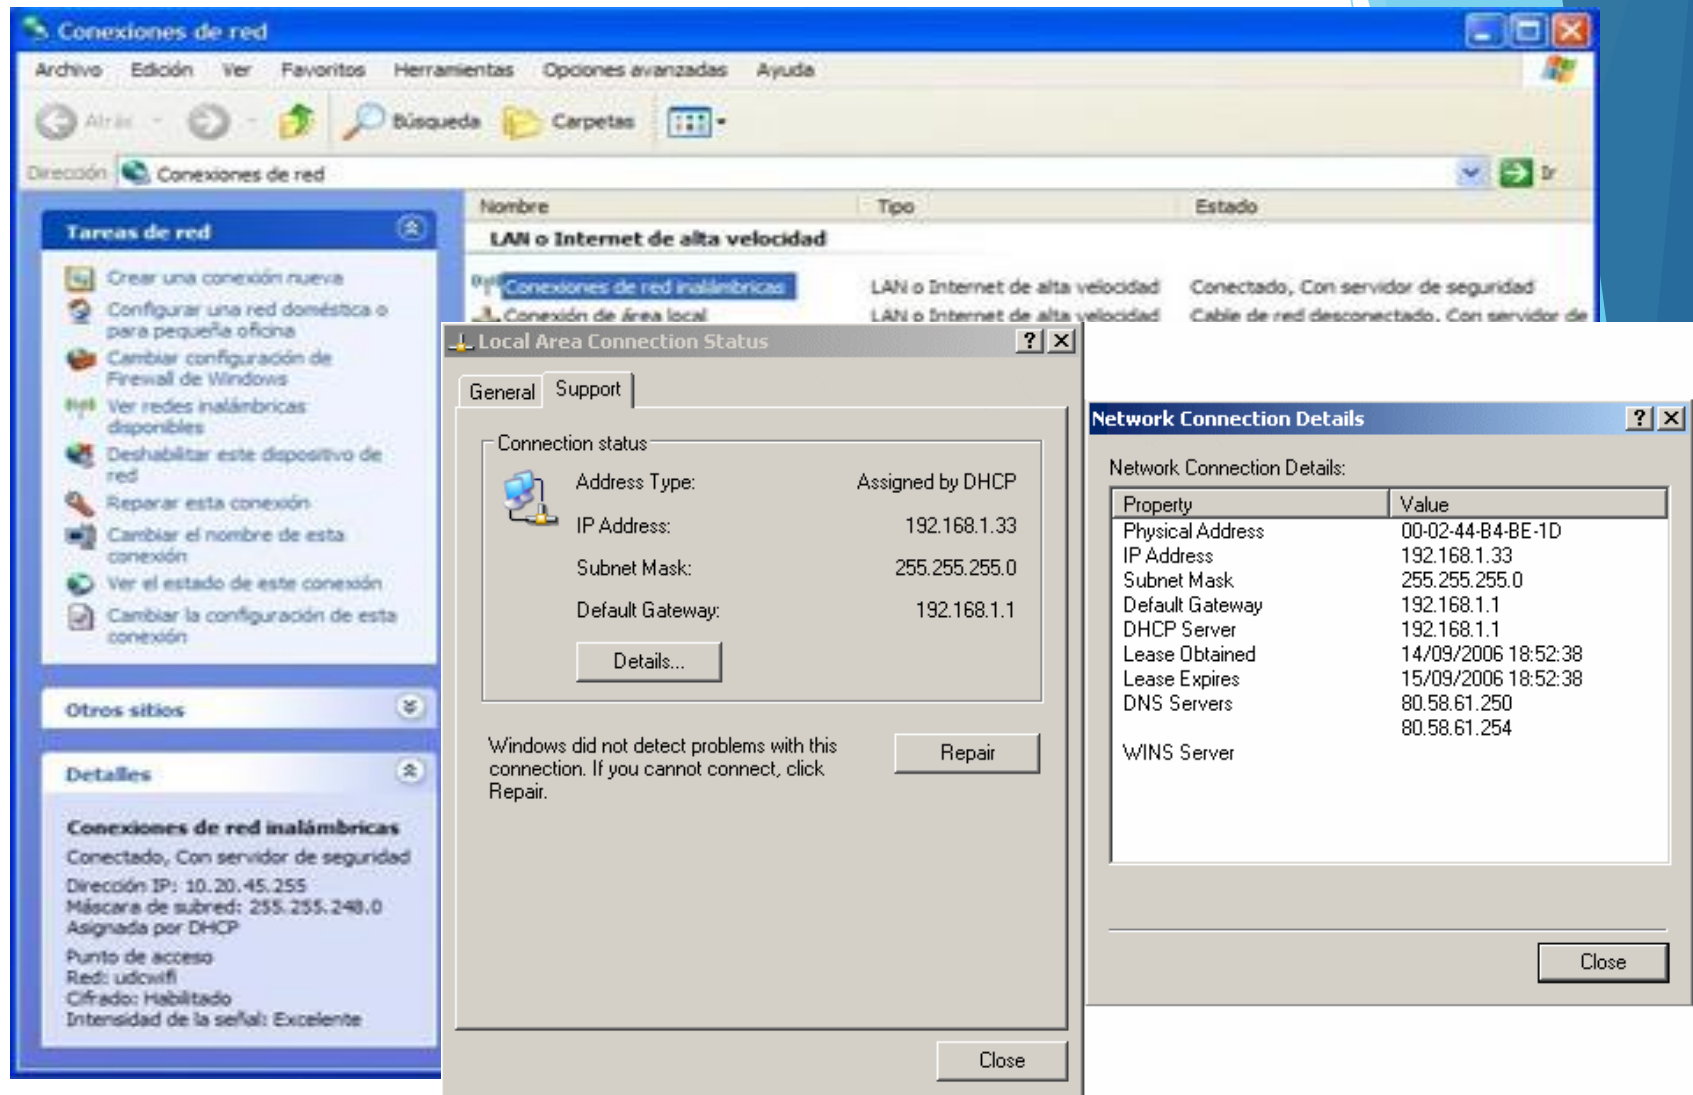 Conexiones de red
Archivo Edición Ver Favoritos Herramientas Opciones avanzadas Ayuda
Atrás Búsqueda Carpetas
Dirección Conexiones de red Ir
Tareas de red
Crear una conexión nueva
Configurar una red doméstica o
para pequeña oficina
Cambiar configuración de
Firewall de Windows
Ver redes inalámbricas
disponibles
Deshabilitar este dispositivo de
red
Reparar esta conexión
Cambiar el nombre de esta
conexión
Ver el estado de este conexión
Cambiar la configuración de esta
conexión
Otros sitios
Detalles
Conexiones de red inalámbricas
Conectado, Con servidor de seguridad
Dirección IP: 10.20.45.255
Máscara de subred: 255.255.248.0
Asignada por DHCP
Punto de acceso
Red: udcwifi
Cifrado: Habilitado
Intensidad de la señal: Excelente
Nombre Tipo Estado
LAN o Internet de alta velocidad
Conexiones de red inalámbricas LAN o Internet de alta velocidad Conectado, Con servidor de seguridad
Conexión de área local LAN o Internet de alta velocidad Cable de red desconectado, Con servidor de
Local Area Connection Status
General Support
Connection status
Address Type: Assigned by DHCP
IP Address: 192.168.1.33
Subnet Mask: 255.255.255.0
Default Gateway: 192.168.1.1
Details...
Windows did not detect problems with this
connection. If you cannot connect, click
Repair.
Repair
Close
Network Connection Details
Network Connection Details:
Property Value
Physical Address 00-02-44-B4-BE-1D
IP Address 192.168.1.33
Subnet Mask 255.255.255.0
Default Gateway 192.168.1.1
DHCP Server 192.168.1.1
Lease Obtained 14/09/2006 18:52:38
Lease Expires 15/09/2006 18:52:38
DNS Servers 80.58.61.250
80.58.61.254
WINS Server
Close